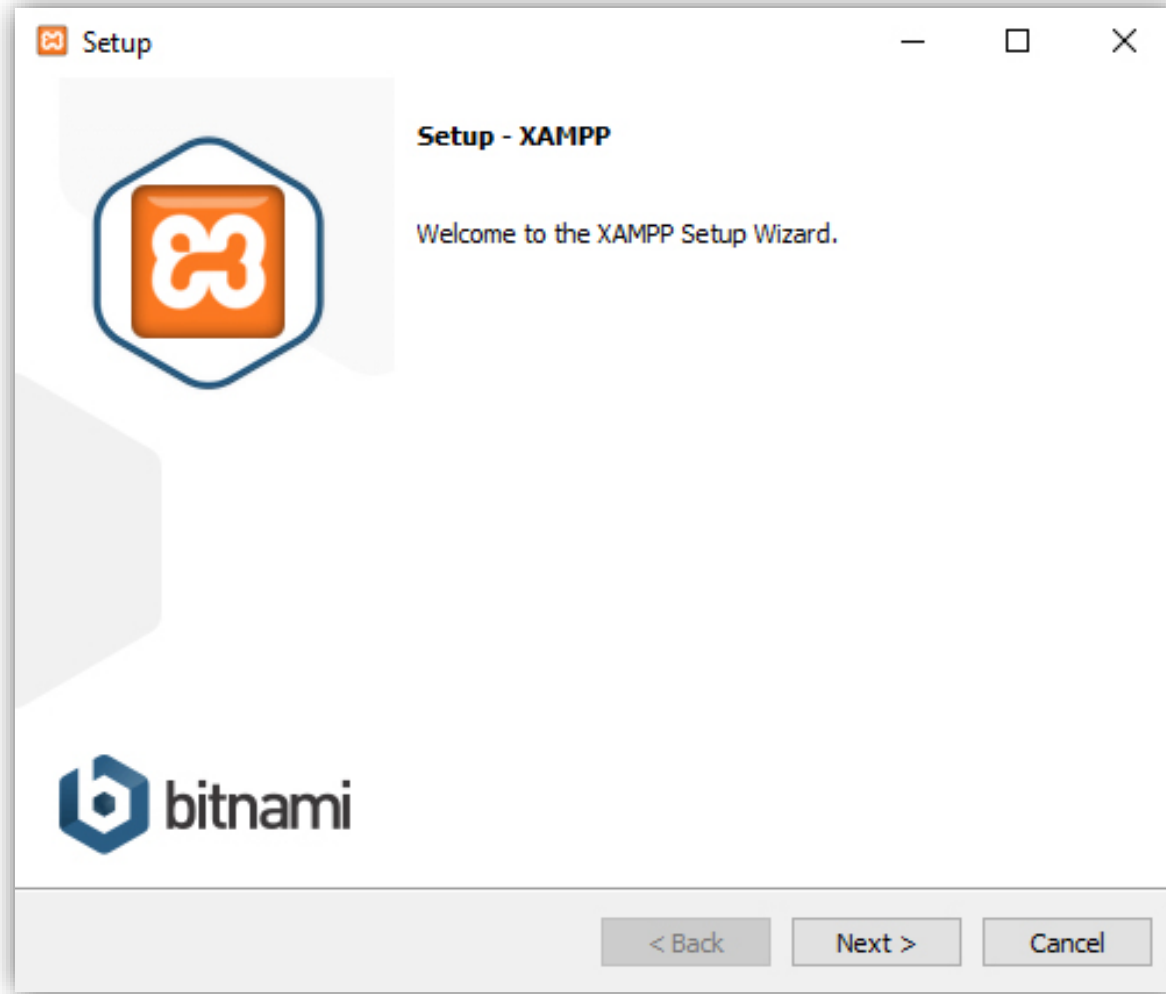 Setup
Setup - XAMPP
Welcome to the XAMPP Setup Wizard.
bitnami
< Back
Next >
Cancel